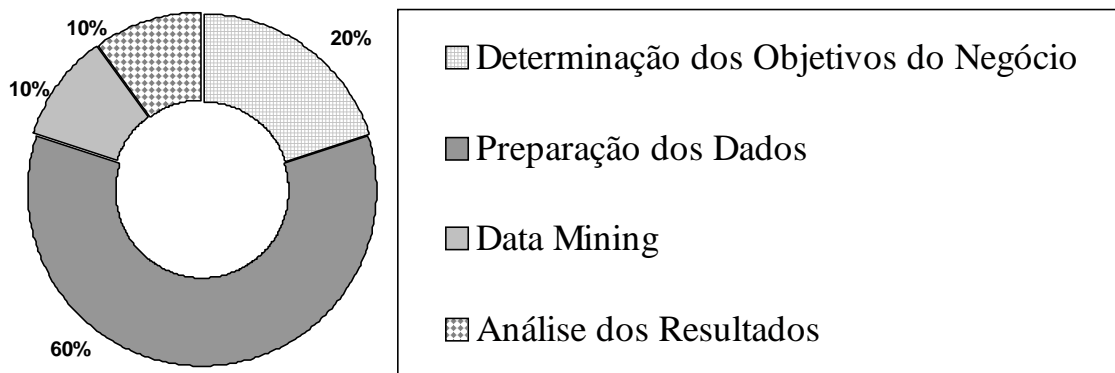 10%
20%
10%
60%
Determinação dos Objetivos do Negócio
Preparação dos Dados
Data Mining
Análise dos Resultados